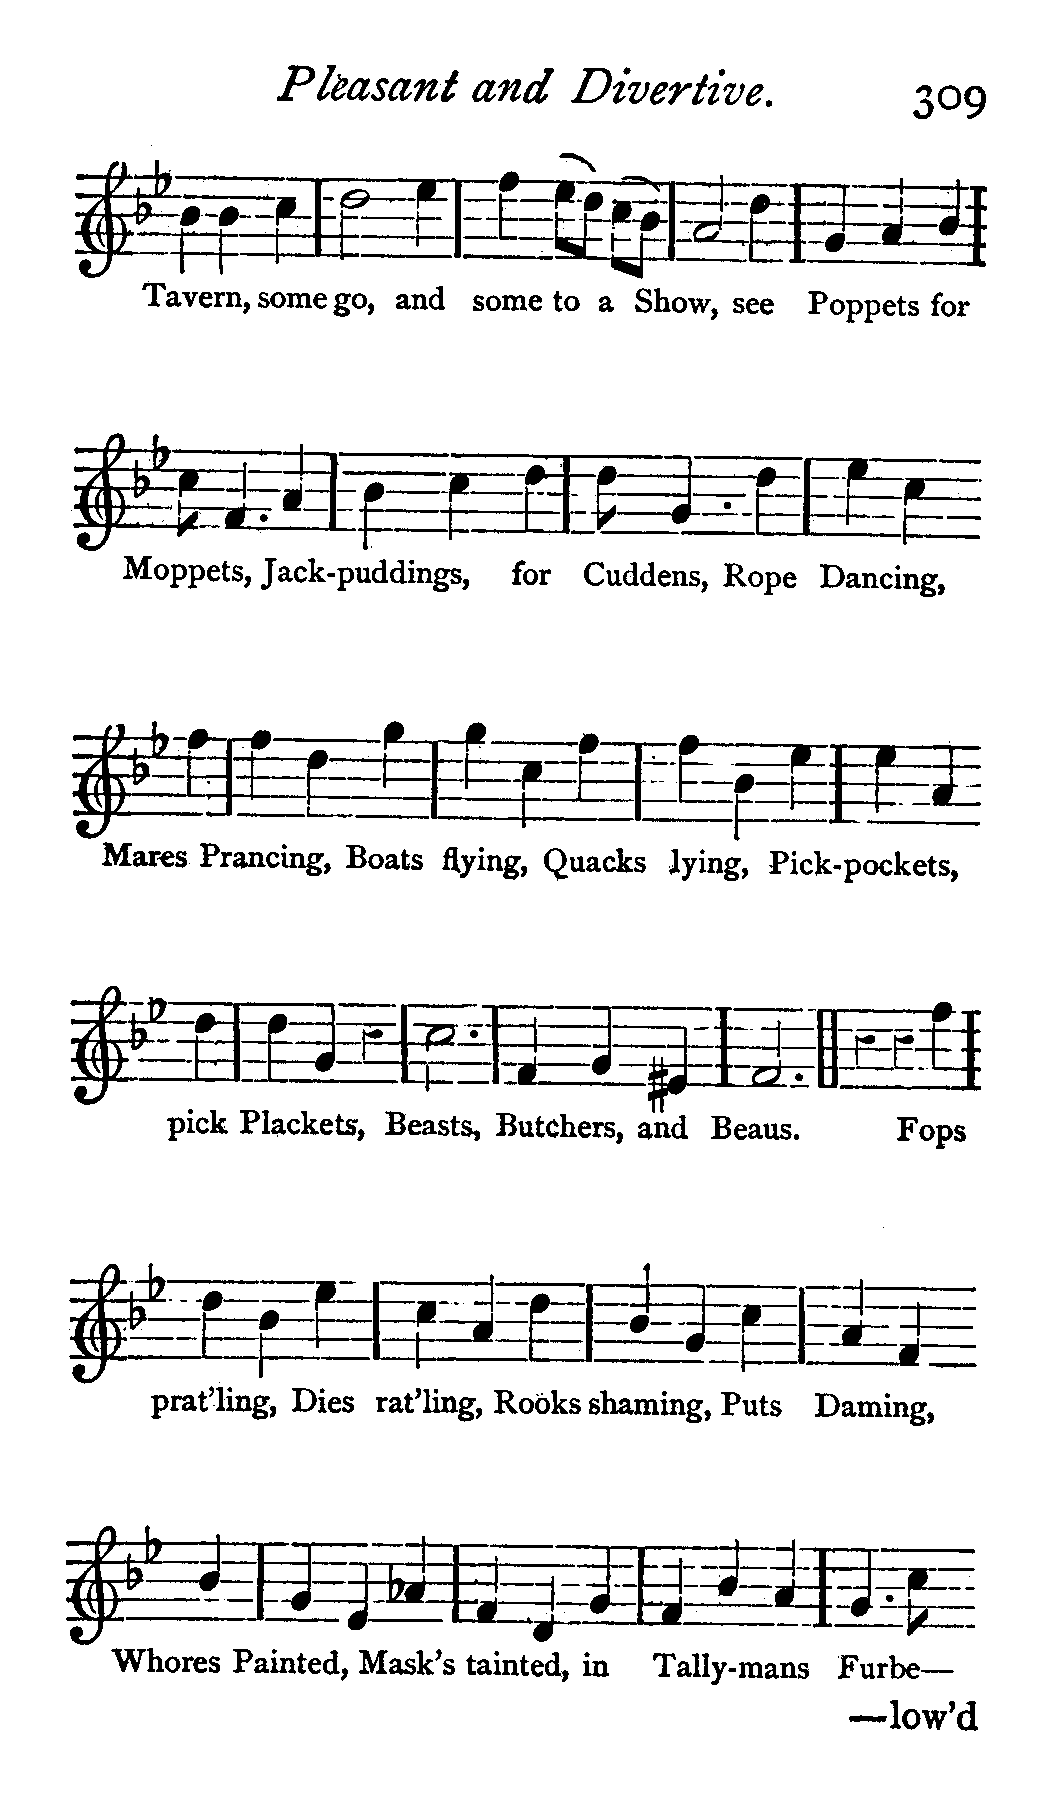 Pleasant and Divertive. 309
Tavern, some go, and some to a Show, see Poppets for
Moppets, Jack-puddings, for Cuddens, Rope Dancing,
Mares Prancing, Boats flying, Quacks lying, Pick-pockets,
pick Plackets, Beasts, Butchers, and Beaus. Fops
prat'ling, Dies rat'ling, Rooks shaming, Puts Daming,
Whores Painted, Mask's tainted, in Tally-mans Furbe—
—low'd